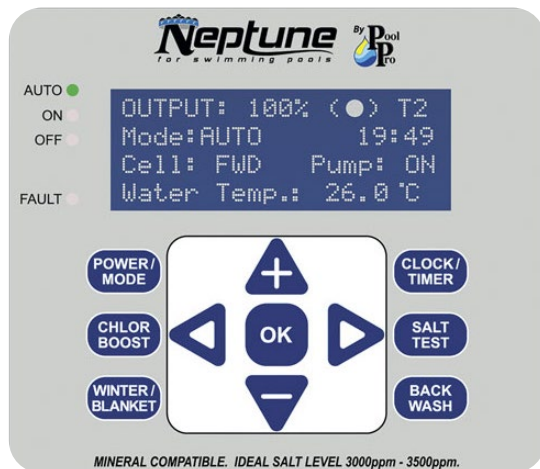 Neptune
for swimming pools
By Pool Pro
AUTO
ON
OFF
FAULT
OUTPUT: 100% (●) T2
Mode:AUTO 19:49
Cell: FWD Pump: ON
Water Temp.: 26.0°C
POWER/
MODE
+
CLOCK/
TIMER
CHLOR
BOOST
OK
SALT
TEST
WINTER/
BLANKET
−
BACK
WASH
MINERAL COMPATIBLE. IDEAL SALT LEVEL 3000ppm - 3500ppm.